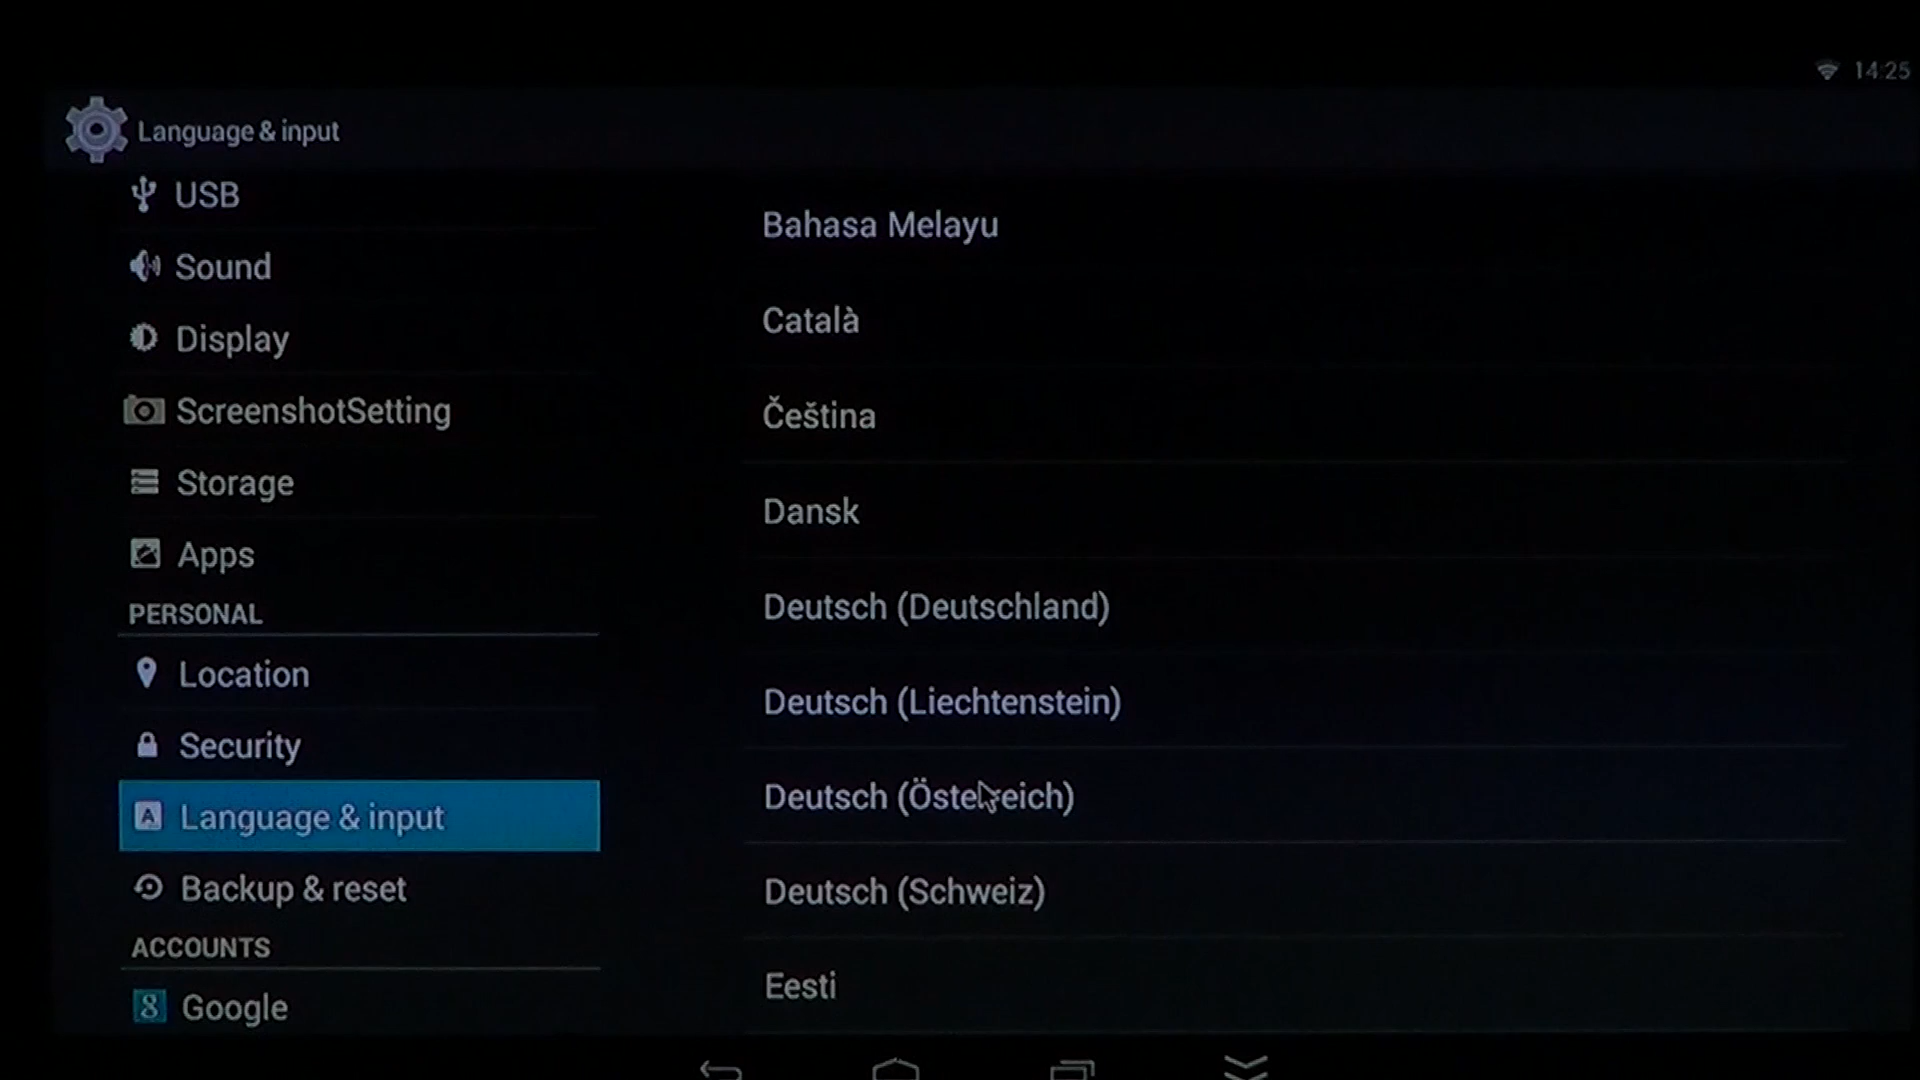 14:25
Language & input
USB
Sound
Display
ScreenshotSetting
Storage
Apps
PERSONAL
Location
Security
Language & input
Backup & reset
ACCOUNTS
Google
Bahasa Melayu
Català
Čeština
Dansk
Deutsch (Deutschland)
Deutsch (Liechtenstein)
Deutsch (Österreich)
Deutsch (Schweiz)
Eesti